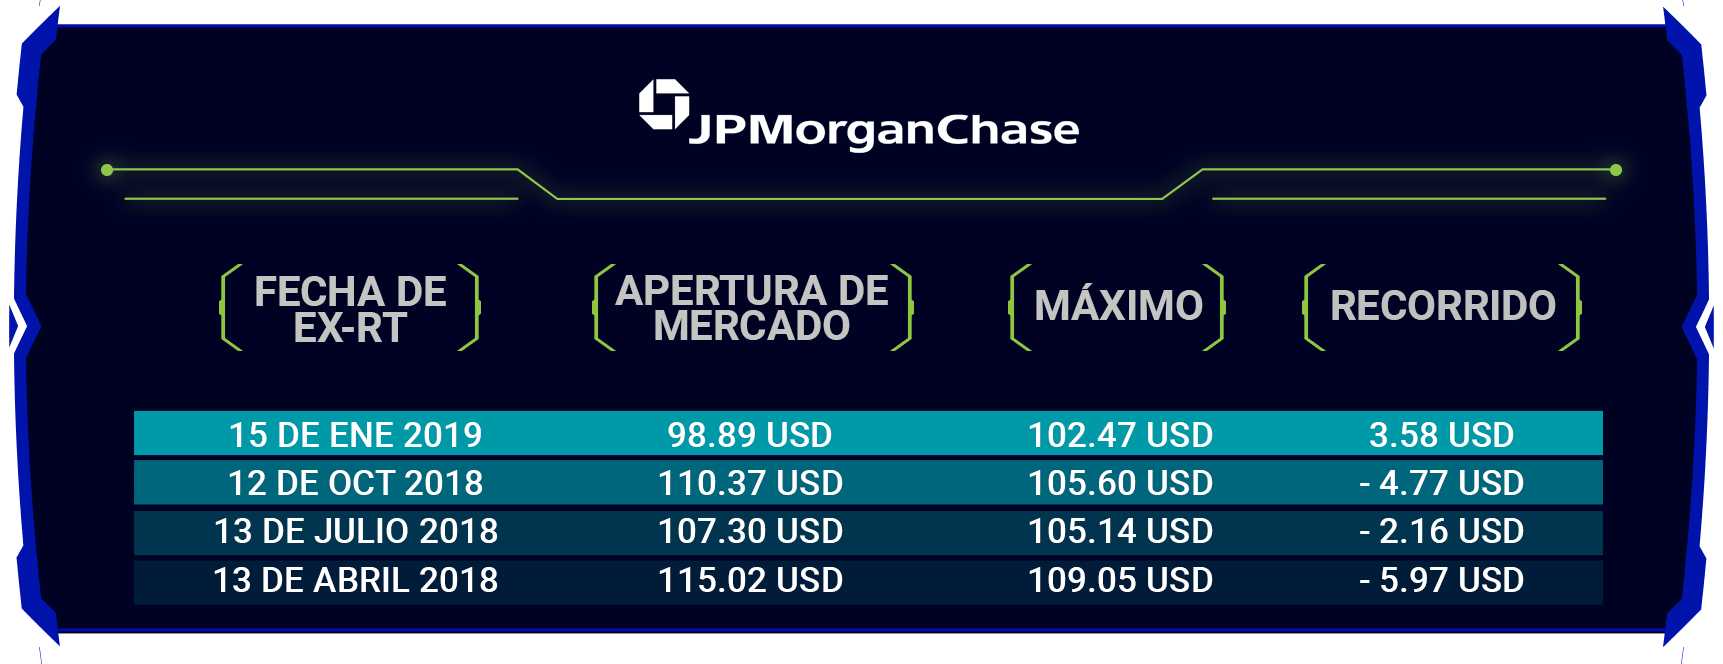 JPMorganChase
FECHA DE
EX-RT
APERTURA DE
MERCADO
MÁXIMO
RECORRIDO
15 DE ENE 2019 98.89 USD 102.47 USD 3.58 USD
12 DE OCT 2018 110.37 USD 105.60 USD - 4.77 USD
13 DE JULIO 2018 107.30 USD 105.14 USD - 2.16 USD
13 DE ABRIL 2018 115.02 USD 109.05 USD - 5.97 USD